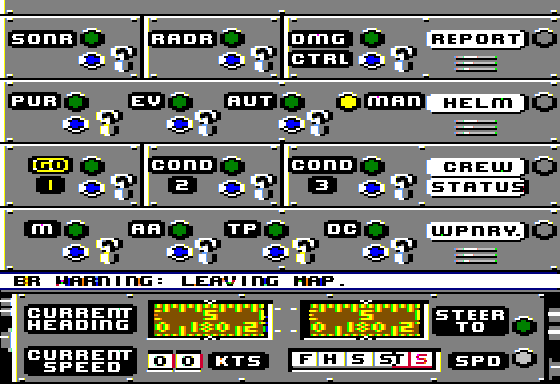 SONR RADR DMG CTRL REPORT
PUR EV AUT MAN HELM
GQ 1 COND 2 COND 3 CREW STATUS
M AA TP DC WPNRY.
BR WARNING: LEAVING MAP.
CURRENT HEADING STEER TO
CURRENT SPEED 00 KTS F H S S T S SPD